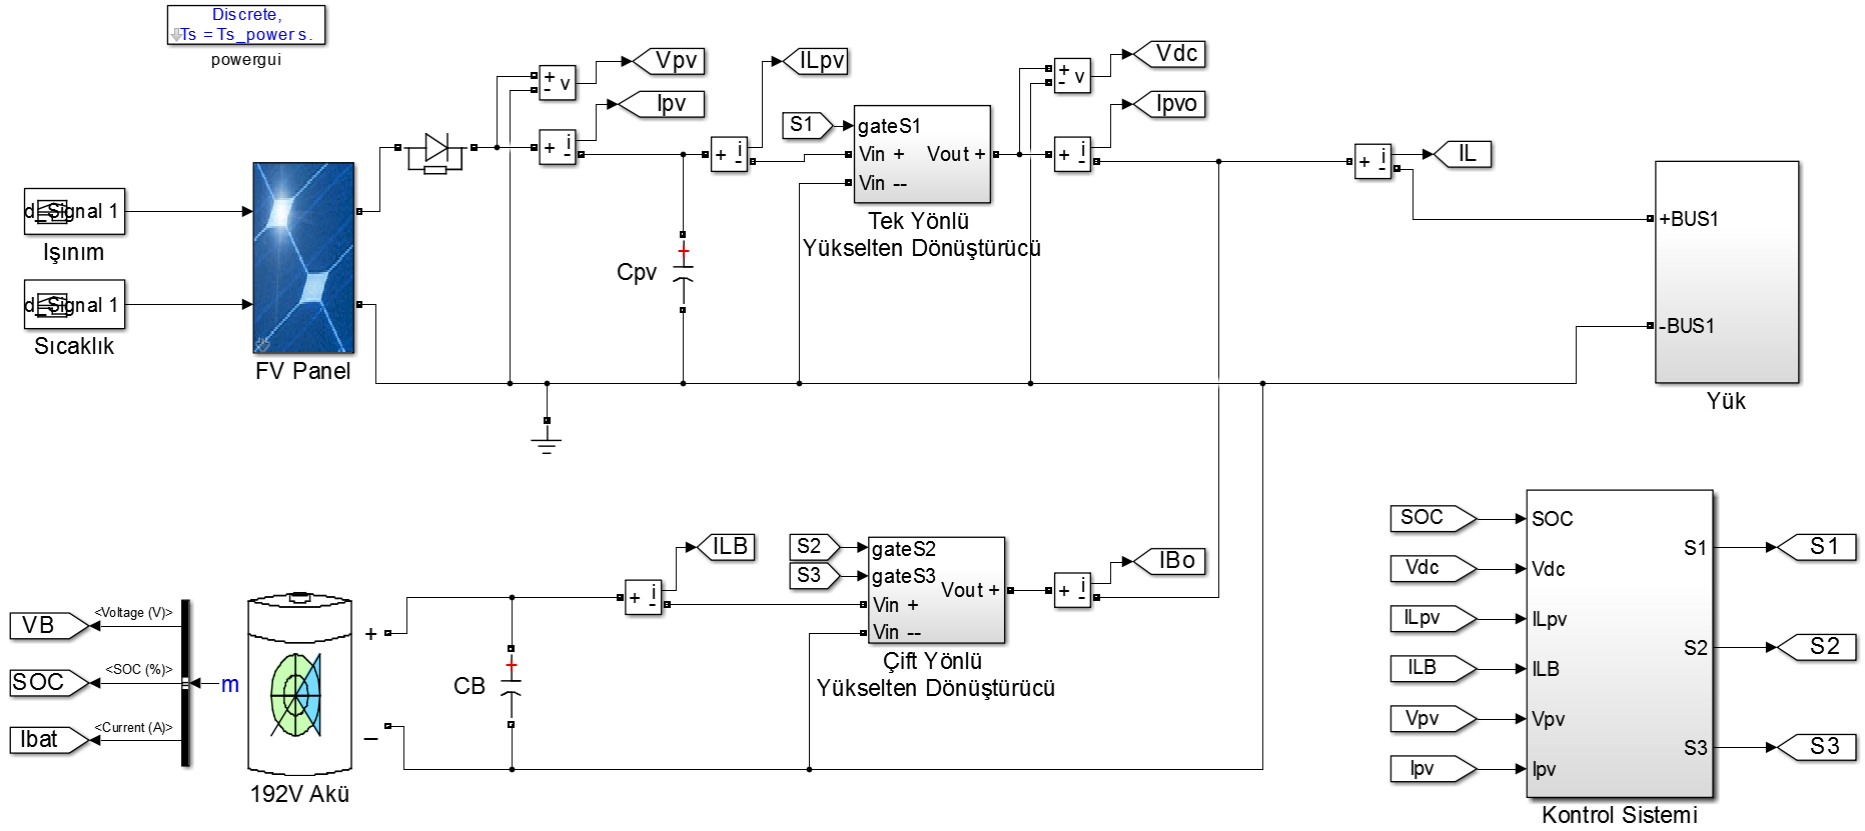 Discrete,
Ts = Ts_powers.
powergui
Vpv
Ipv
ILpv
Vdc
Ipvo
IL
+
-
v
+
i
-
+
i
-
S1
gateS1
Vin +
Vin --
Vout +
Tek Yönlü
Yükselten Dönüştürücü
+
-
v
+
i
-
+
i
-
d_Signal 1
Işınım
d_Signal 1
Sıcaklık
FV Panel
+
Cpv
+BUS1
-BUS1
Yük
<Voltage (V)>
VB
<SOC (%)>
SOC
<Current (A)>
Ibat
m
+
–
192V Akü
+
CB
ILB
+
i
-
S2
S3
gateS2
gateS3
Vin +
Vin --
Vout +
Çift Yönlü
Yükselten Dönüştürücü
IBo
+
i
-
SOC
SOC
Vdc
Vdc
ILpv
ILpv
ILB
ILB
Vpv
Vpv
Ipv
Ipv
S1
S1
S2
S2
S3
S3
Kontrol Sistemi